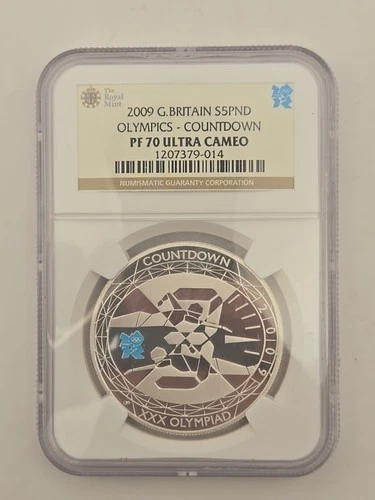 The
Royal
Mint
2009 G.BRITAIN S5PND
OLYMPICS - COUNTDOWN
PF 70 ULTRA CAMEO
1207379-014
NUMISMATIC GUARANTY CORPORATION
COUNTDOWN
2009
XXX OLYMPIAD